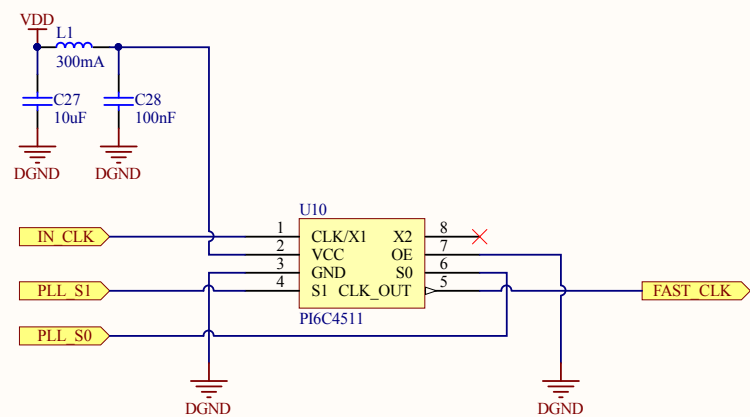 VDD
L1
300mA
C27
10uF
C28
100nF
DGND
DGND
U10
IN_CLK
1
CLK/X1
X2
8
2
VCC
OE
7
3
GND
S0
6
PLL_S1
4
S1
CLK_OUT
5
FAST_CLK
PI6C4511
PLL_S0
DGND
DGND